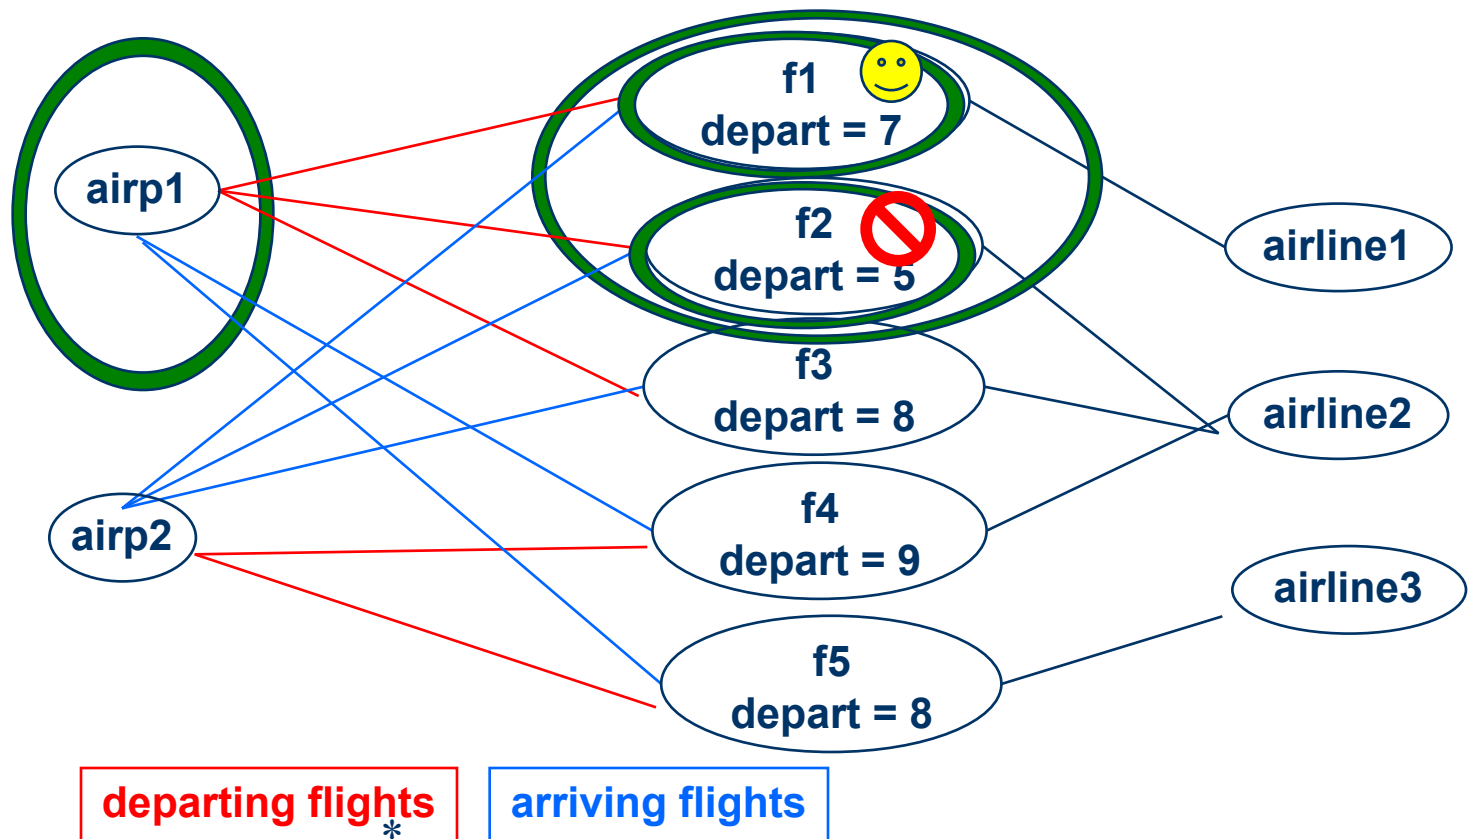 airp1
airp2
f1
depart = 7
f2
depart = 5
f3
depart = 8
f4
depart = 9
f5
depart = 8
airline1
airline2
airline3
departing flights
*
arriving flights